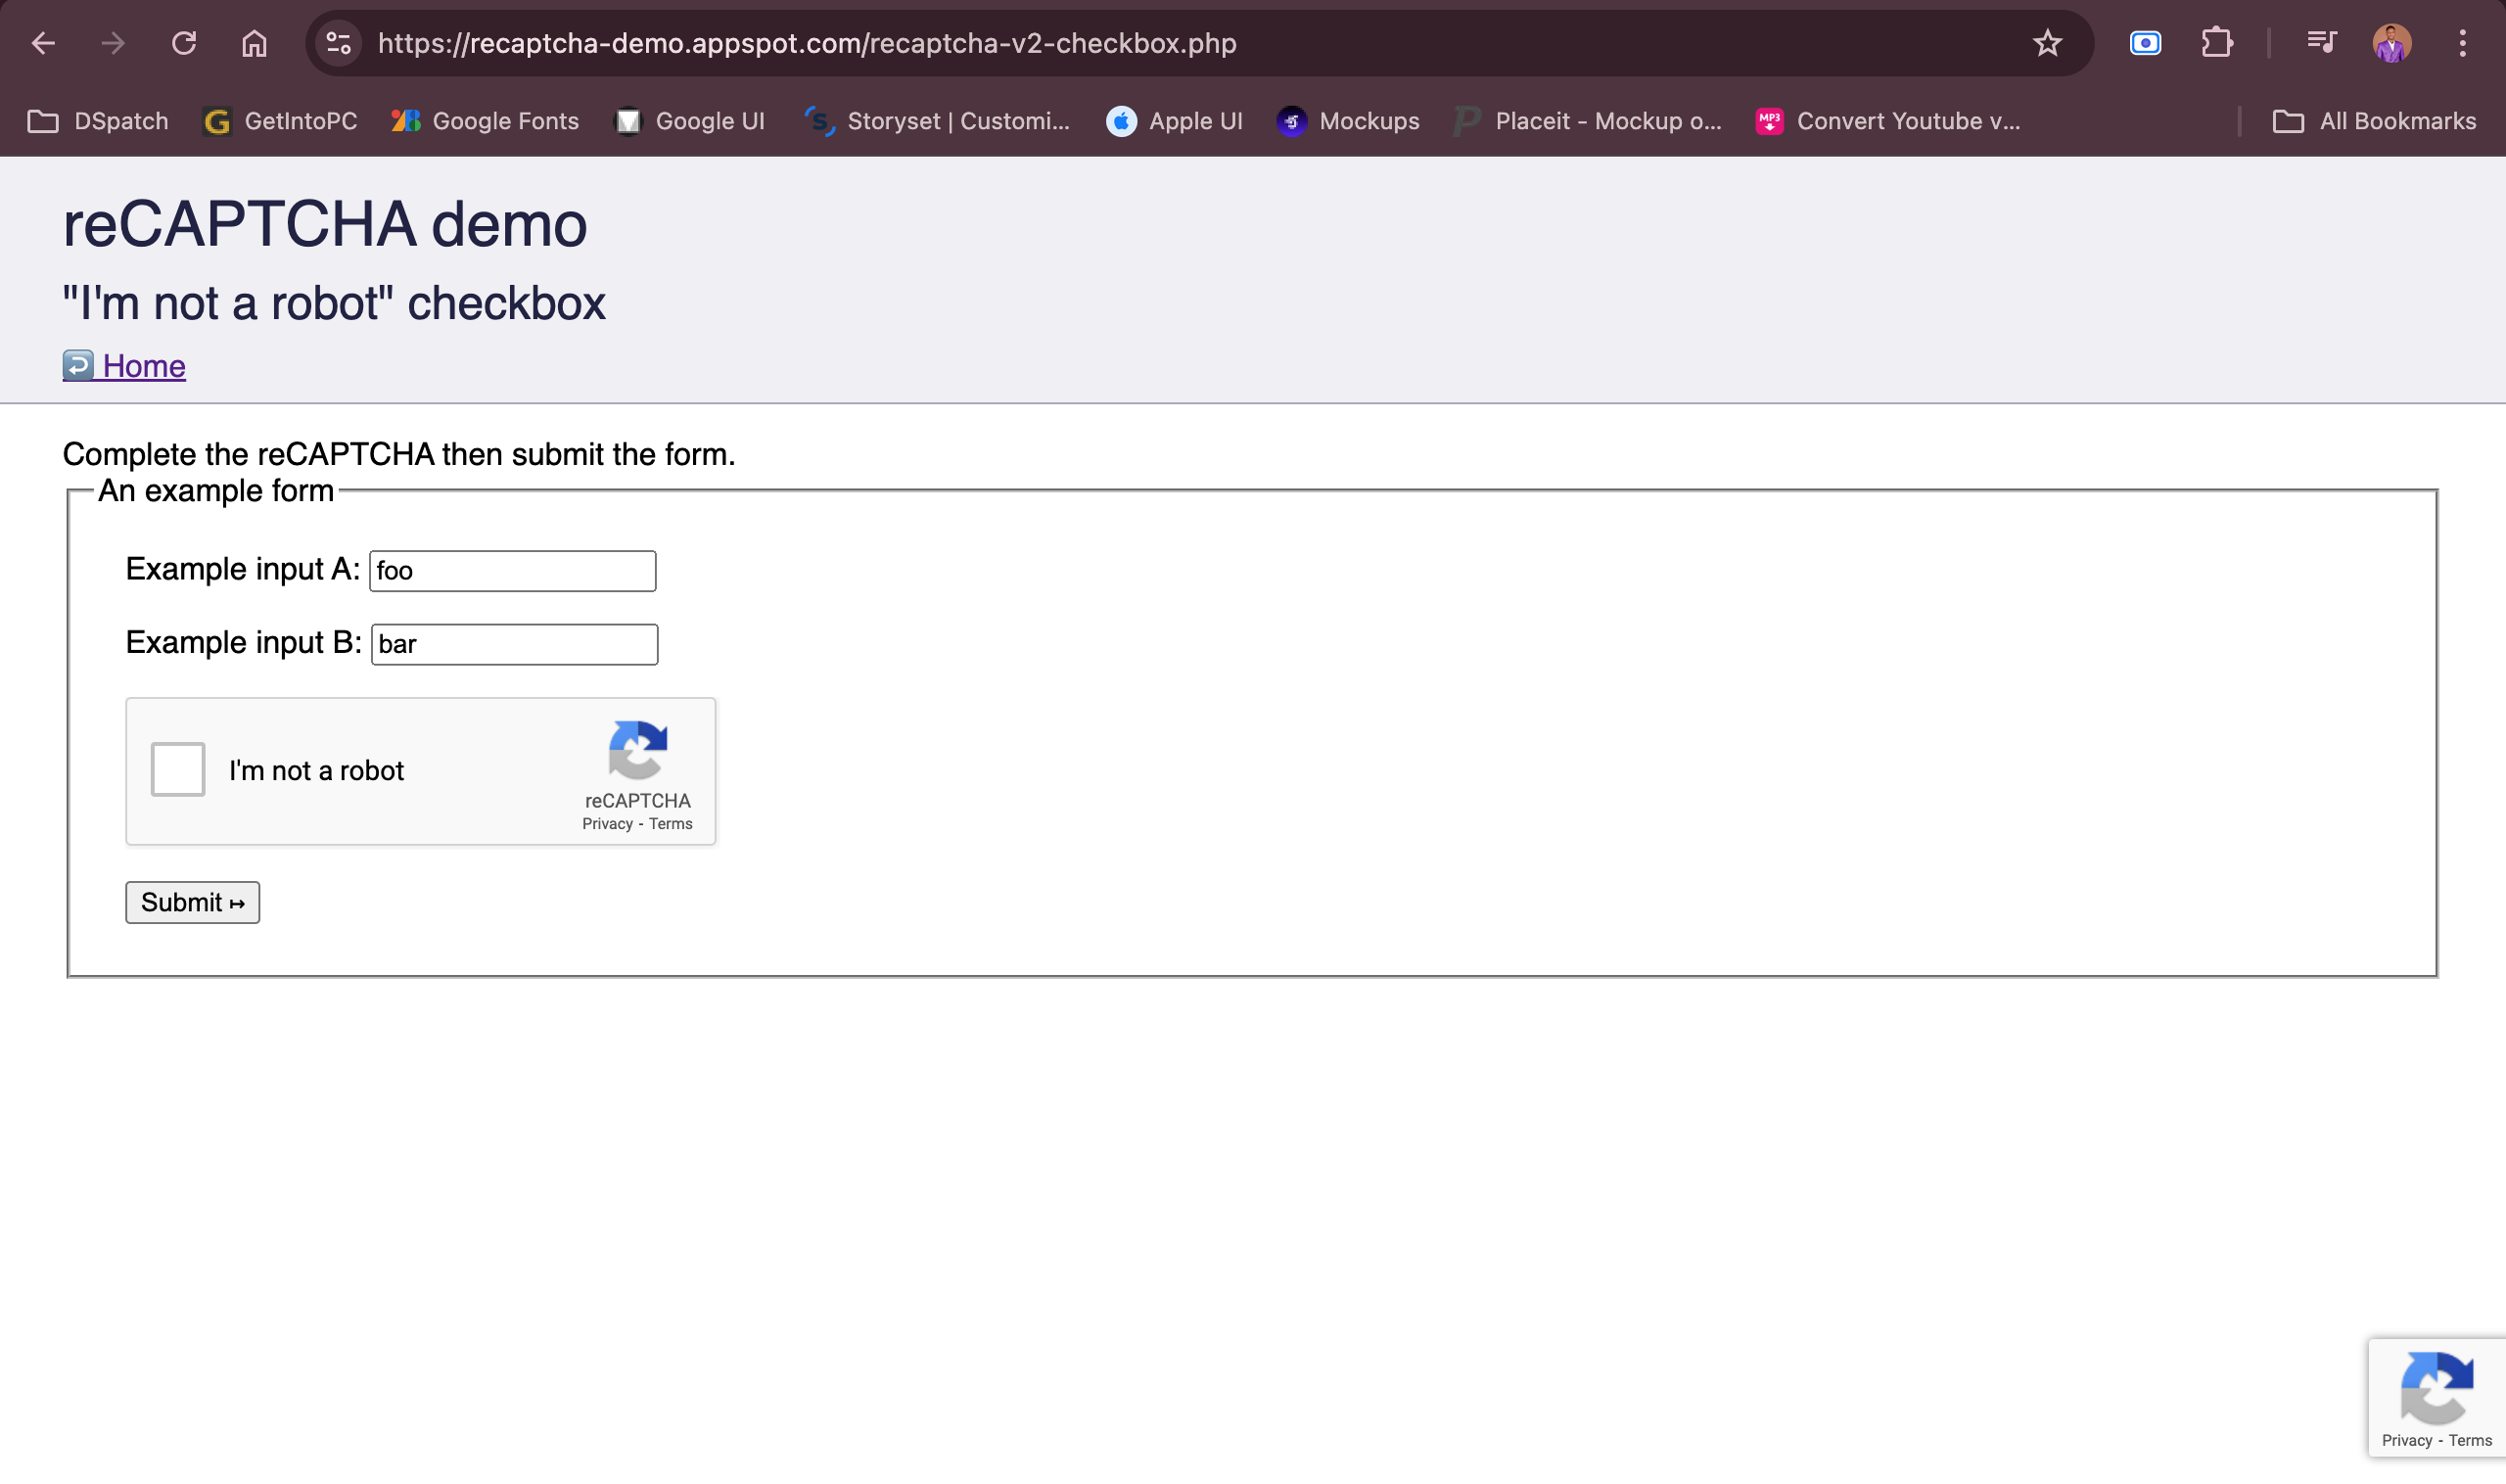 https://recaptcha-demo.appspot.com/recaptcha-v2-checkbox.php
DSpatch GetIntoPC Google Fonts Google UI Storyset | Customi... Apple UI Mockups Placeit - Mockup o... Convert Youtube v... All Bookmarks
reCAPTCHA demo
"I'm not a robot" checkbox
Home
Complete the reCAPTCHA then submit the form.
An example form
Example input A: foo
Example input B: bar
I'm not a robot
reCAPTCHA
Privacy - Terms
Submit ↦
Privacy - Terms